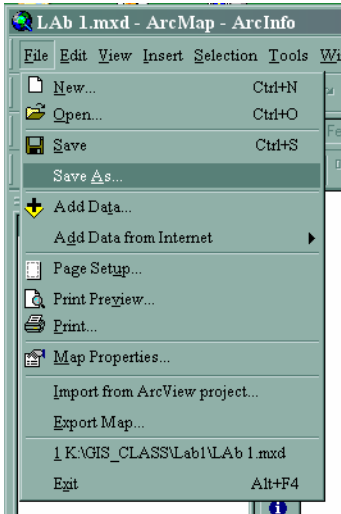 LAb 1.mxd - ArcMap - ArcInfo
File Edit View Insert Selection Tools Wi
New... Ctrl+N
Open... Ctrl+O
Save Ctrl+S
Save As...
Add Data...
Add Data from Internet
Page Setup...
Print Preview...
Print...
Map Properties...
Import from ArcView project...
Export Map...
1 K:\GIS_CLASS\Lab1\LAb 1.mxd
Exit Alt+F4